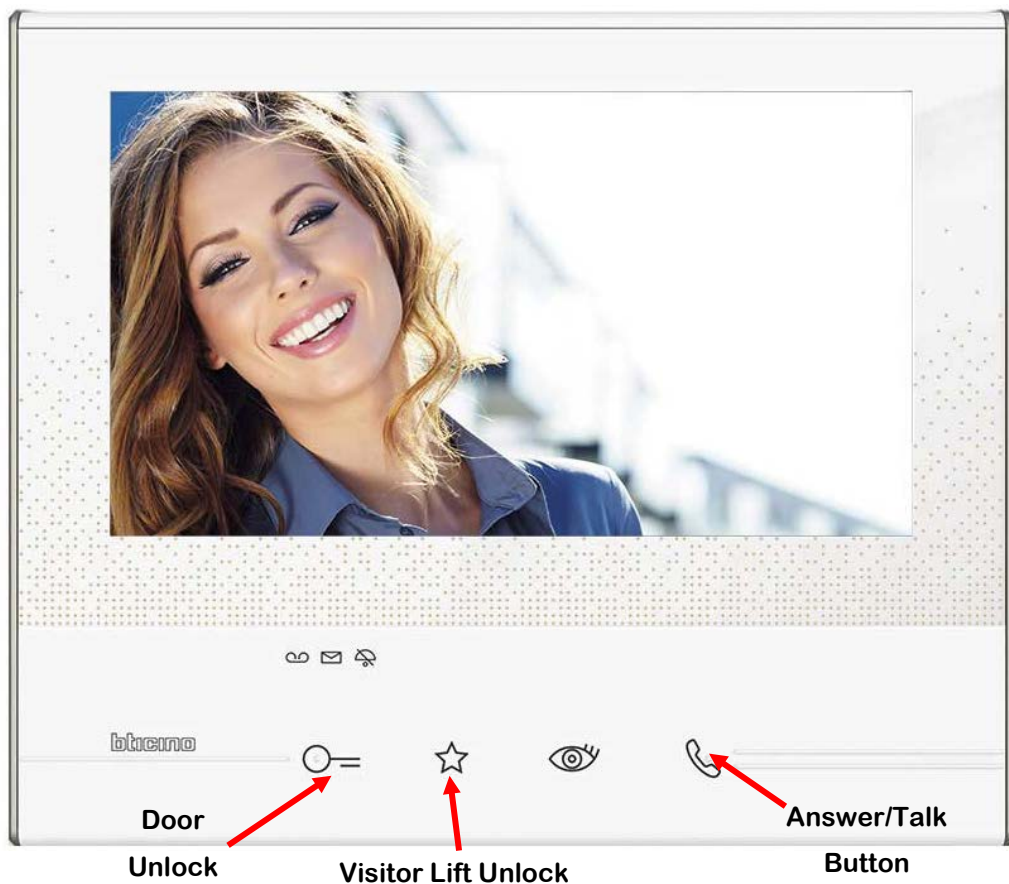 bticino
Door
Unlock
Visitor Lift Unlock
Answer/Talk
Button